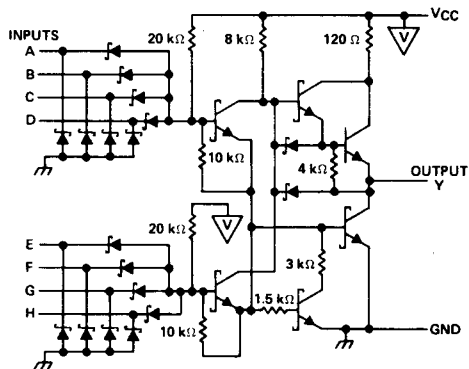 INPUTS
A
B
C
D
20 kΩ
8 kΩ
120 Ω
VCC
V
10 kΩ
4 kΩ
OUTPUT
Y
20 kΩ
V
E
F
G
H
3 kΩ
1.5 kΩ
10 kΩ
GND